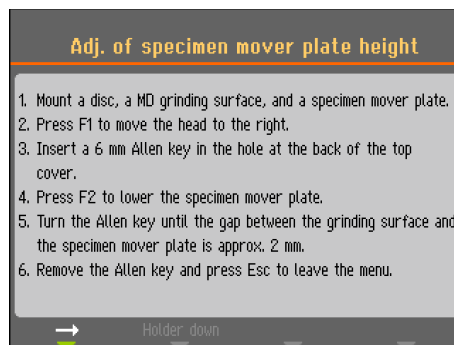 Adj. of specimen mover plate height
1. Mount a disc, a MD grinding surface, and a specimen mover plate.
2. Press F1 to move the head to the right.
3. Insert a 6 mm Allen key in the hole at the back of the top
cover.
4. Press F2 to lower the specimen mover plate.
5. Turn the Allen key until the gap between the grinding surface and
the specimen mover plate is approx. 2 mm.
6. Remove the Allen key and press Esc to leave the menu.
Holder down